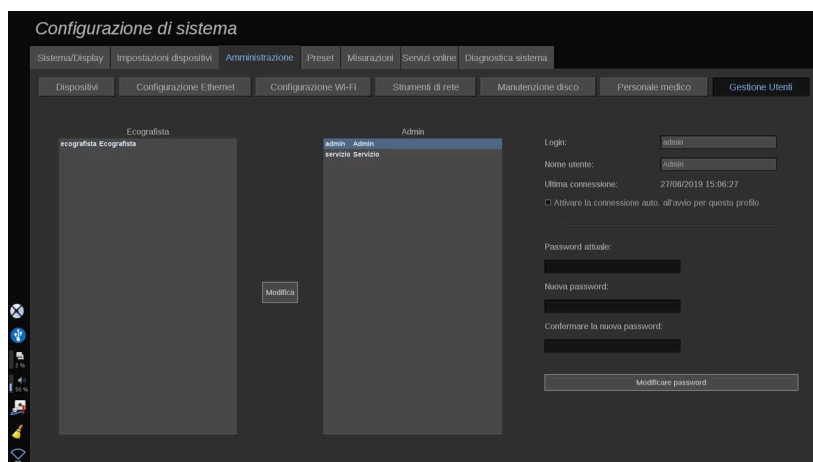 Configurazione di sistema
Sistema/Display Impostazioni dispositivi Amministrazione Preset Misurazioni Servizi online Diagnostica sistema
Dispositivi Configurazione Ethernet Configurazione Wi-Fi Strumenti di rete Manutenzione disco Personale medico Gestione Utenti
Ecografista Admin
ecografista Ecografista
admin Admin
servizio Servizio
Login: admin
Nome utente: Admin
Ultima connessione: 27/08/2019 15:06:27
Attivare la connessione auto. all'avvio per questo profilo
Password attuale:
Modifica
Nuova password:
Confermare la nuova password:
Modificare password
2 %
50 %